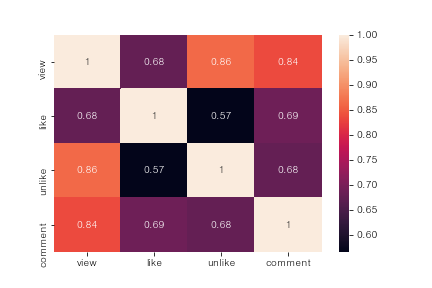 view 1 0.68 0.86 0.84
like 0.68 1 0.57 0.69
unlike 0.86 0.57 1 0.68
comment 0.84 0.69 0.68 1
view like unlike comment
1.00
0.95
0.90
0.85
0.80
0.75
0.70
0.65
0.60